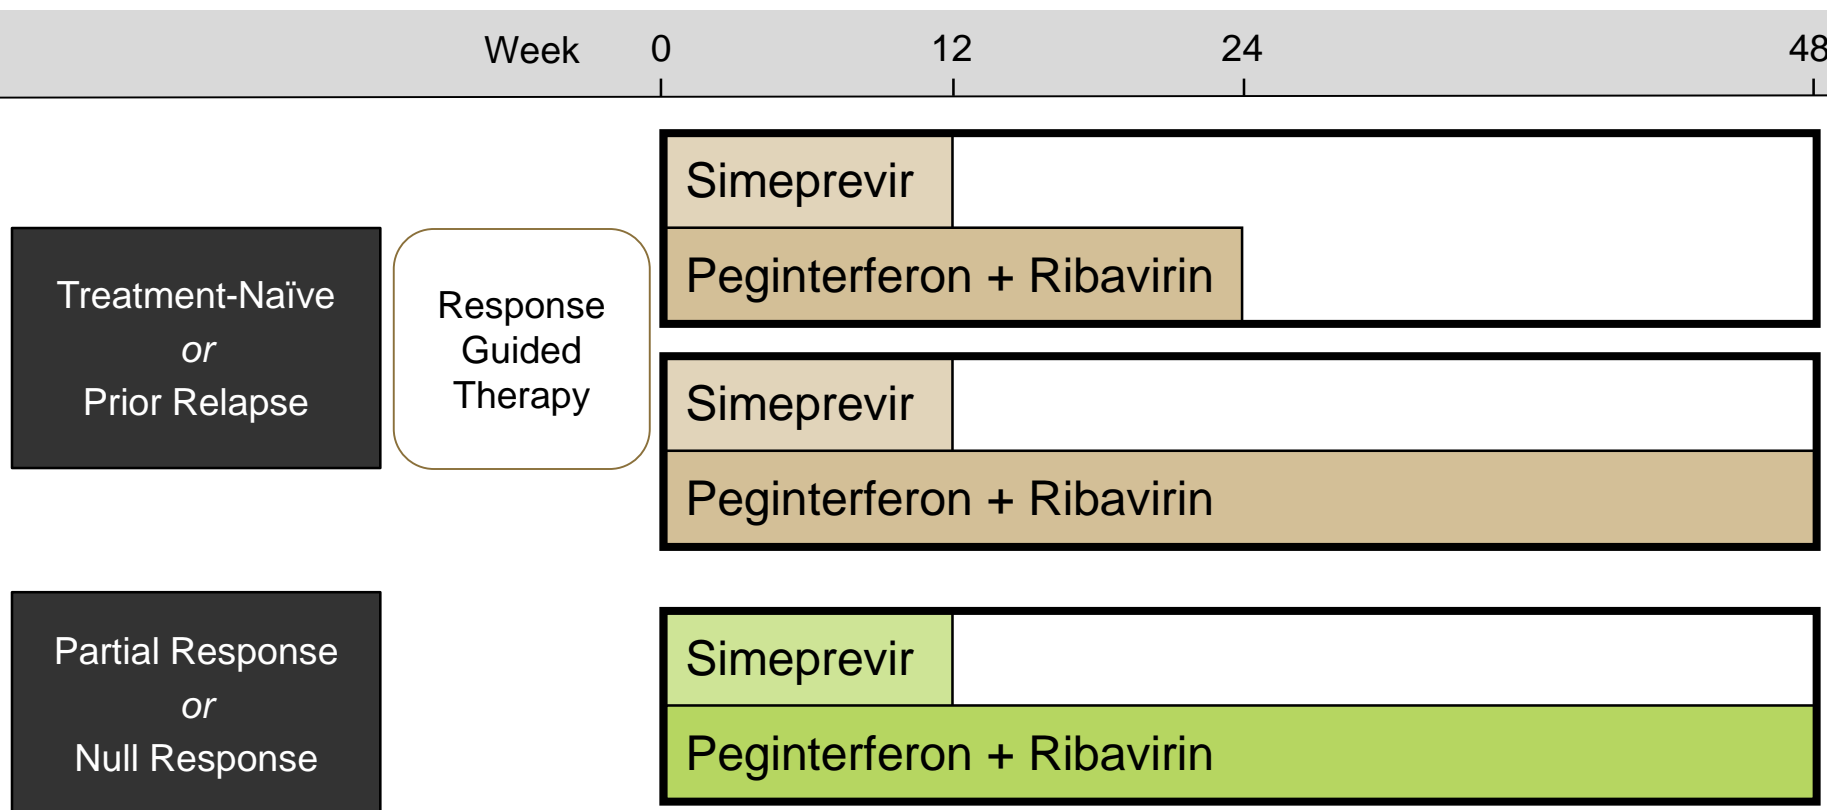 Week 0 12 24 48
Simeprevir
Peginterferon + Ribavirin
Treatment-Naïve
or
Prior Relapse
Response
Guided
Therapy
Simeprevir
Peginterferon + Ribavirin
Partial Response
or
Null Response
Simeprevir
Peginterferon + Ribavirin